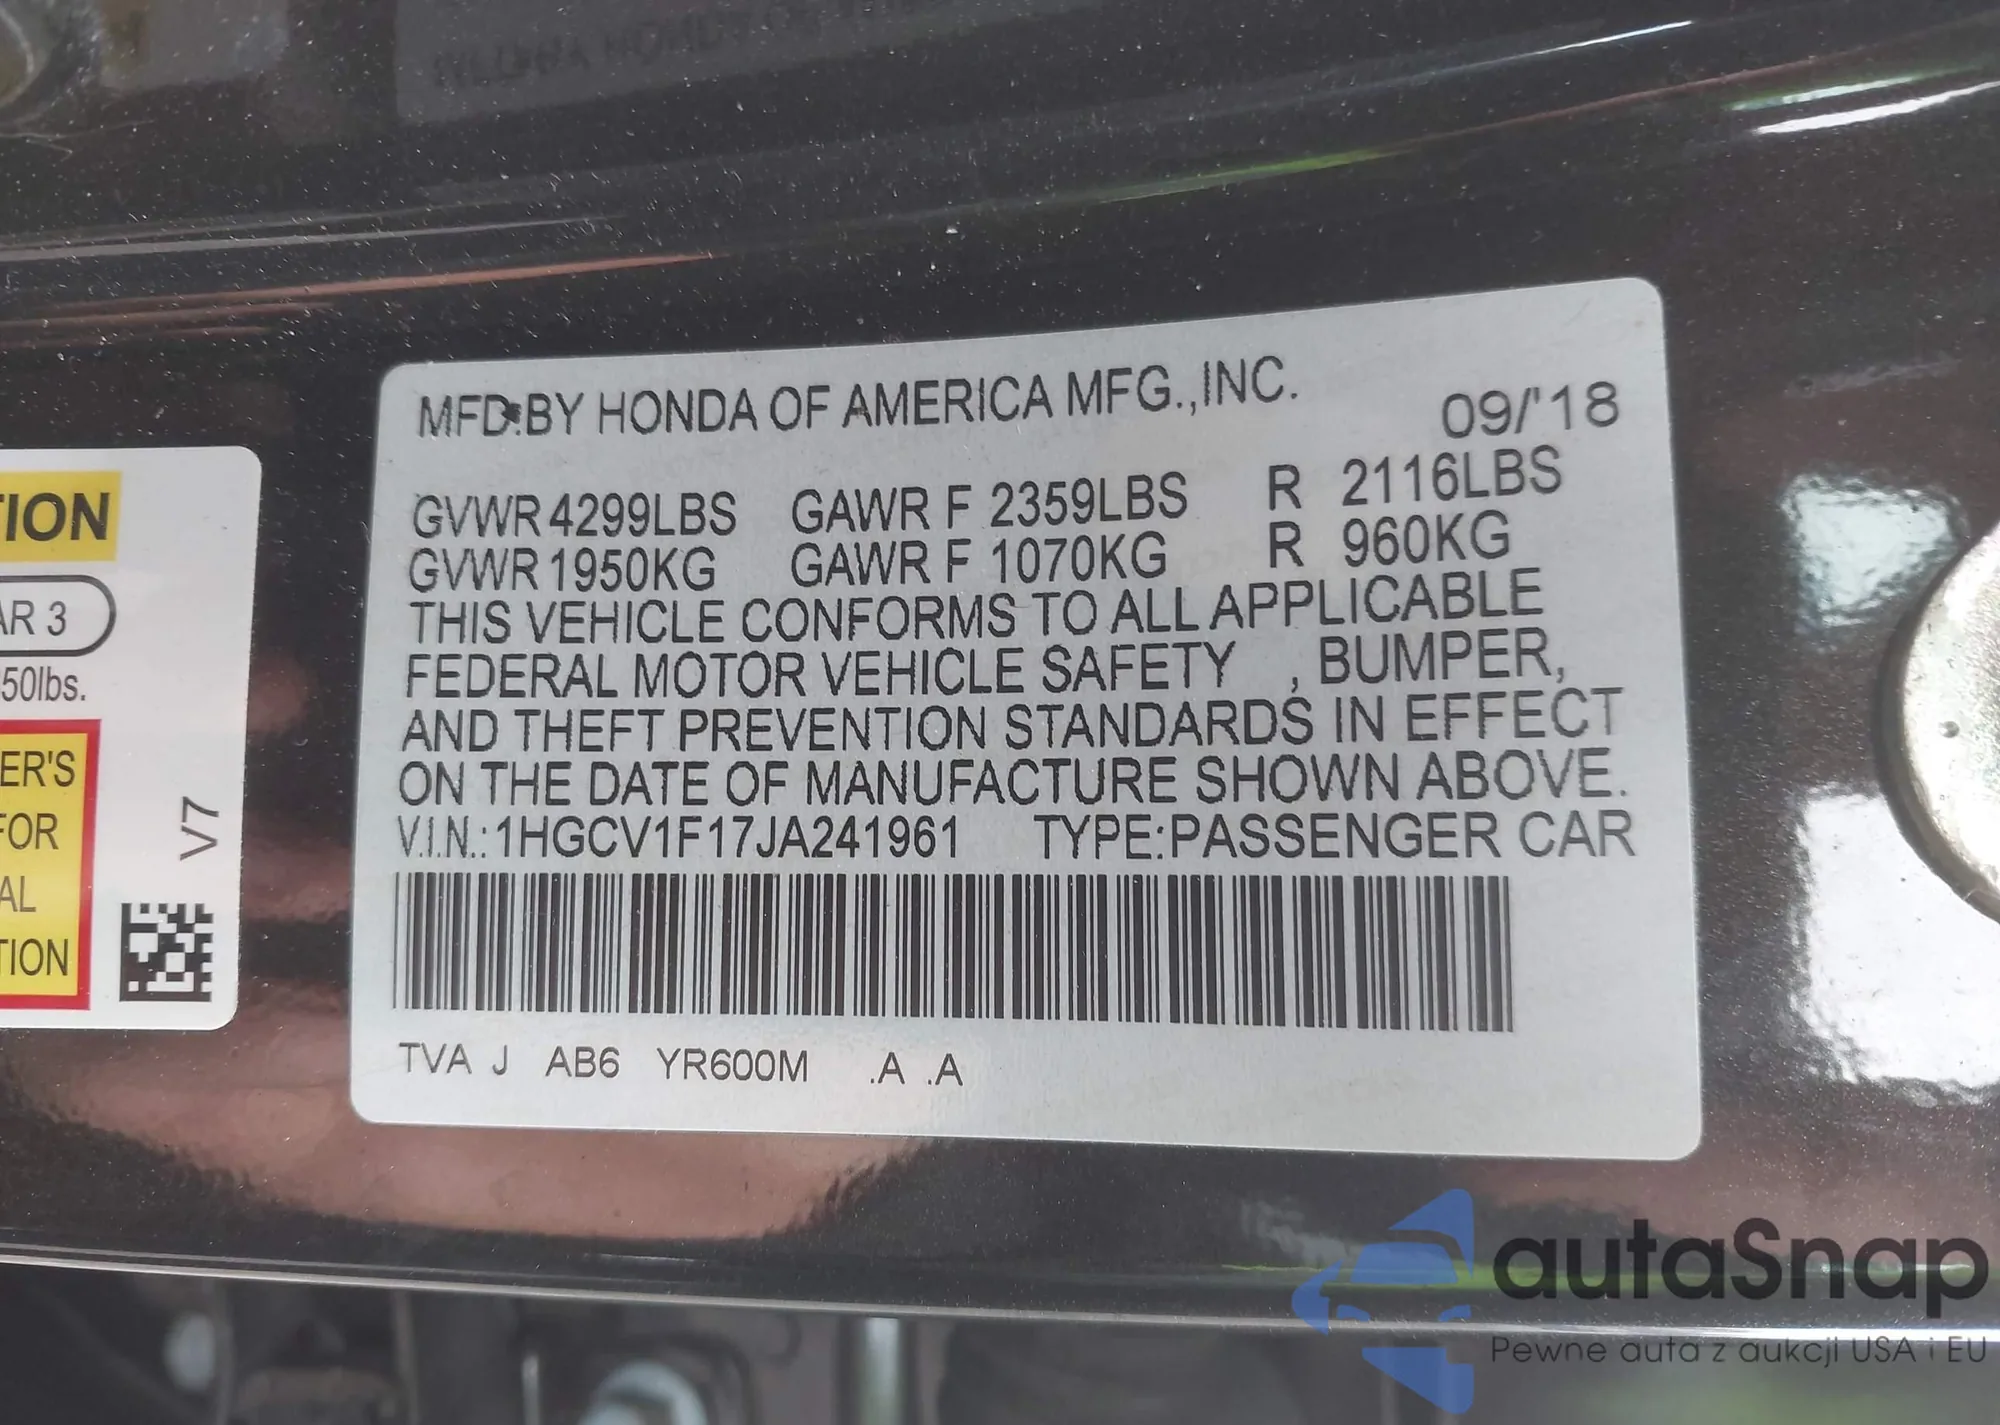 MFD.BY HONDA OF AMERICA MFG.,INC. 09/'18
GVWR 4299LBS GAWR F 2359LBS R 2116LBS
GVWR 1950KG GAWR F 1070KG R 960KG
THIS VEHICLE CONFORMS TO ALL APPLICABLE
FEDERAL MOTOR VEHICLE SAFETY , BUMPER,
AND THEFT PREVENTION STANDARDS IN EFFECT
ON THE DATE OF MANUFACTURE SHOWN ABOVE.
V.I.N.: 1HGCV1F17JA241961 TYPE:PASSENGER CAR
TVA J AB6 YR600M .A .A
TION
AR 3
50lbs.
ER'S
FOR
AL
TION
V7
autaSnap
Pewne auta z aukcji USA i EU